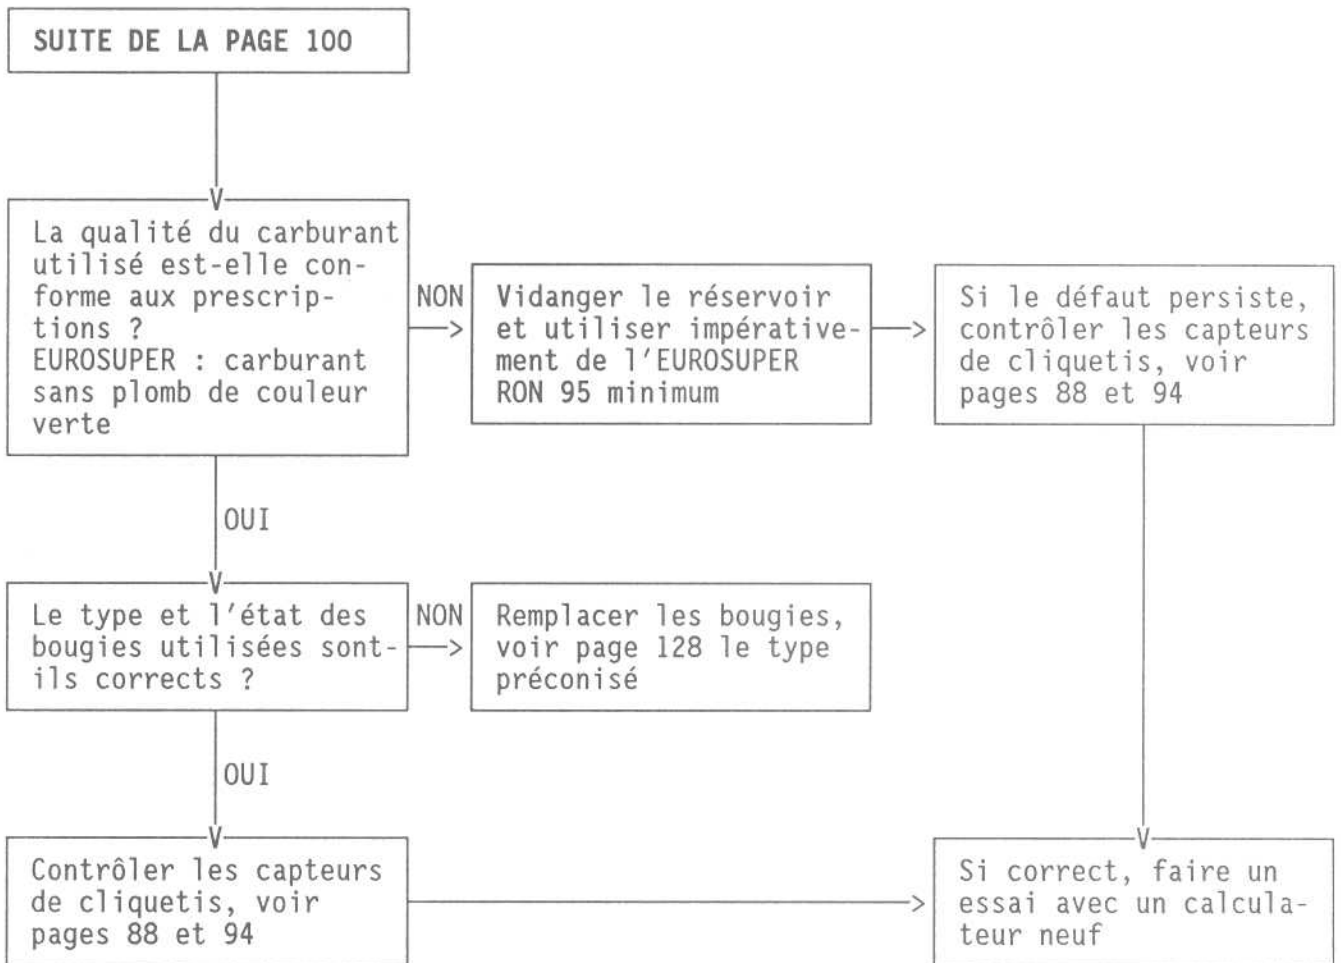 SUITE DE LA PAGE 100
La qualité du carburant
utilisé est-elle con-
forme aux prescrip-
tions ?
EUROSUPER : carburant
sans plomb de couleur
verte
NON
Vidanger le réservoir
et utiliser impérative-
ment de l'EUROSUPER
RON 95 minimum
Si le défaut persiste,
contrôler les capteurs
de cliquetis, voir
pages 88 et 94
OUI
Le type et l'état des
bougies utilisées sont-
ils corrects ?
NON
Remplacer les bougies,
voir page 128 le type
préconisé
OUI
Contrôler les capteurs
de cliquetis, voir
pages 88 et 94
Si correct, faire un
essai avec un calcula-
teur neuf